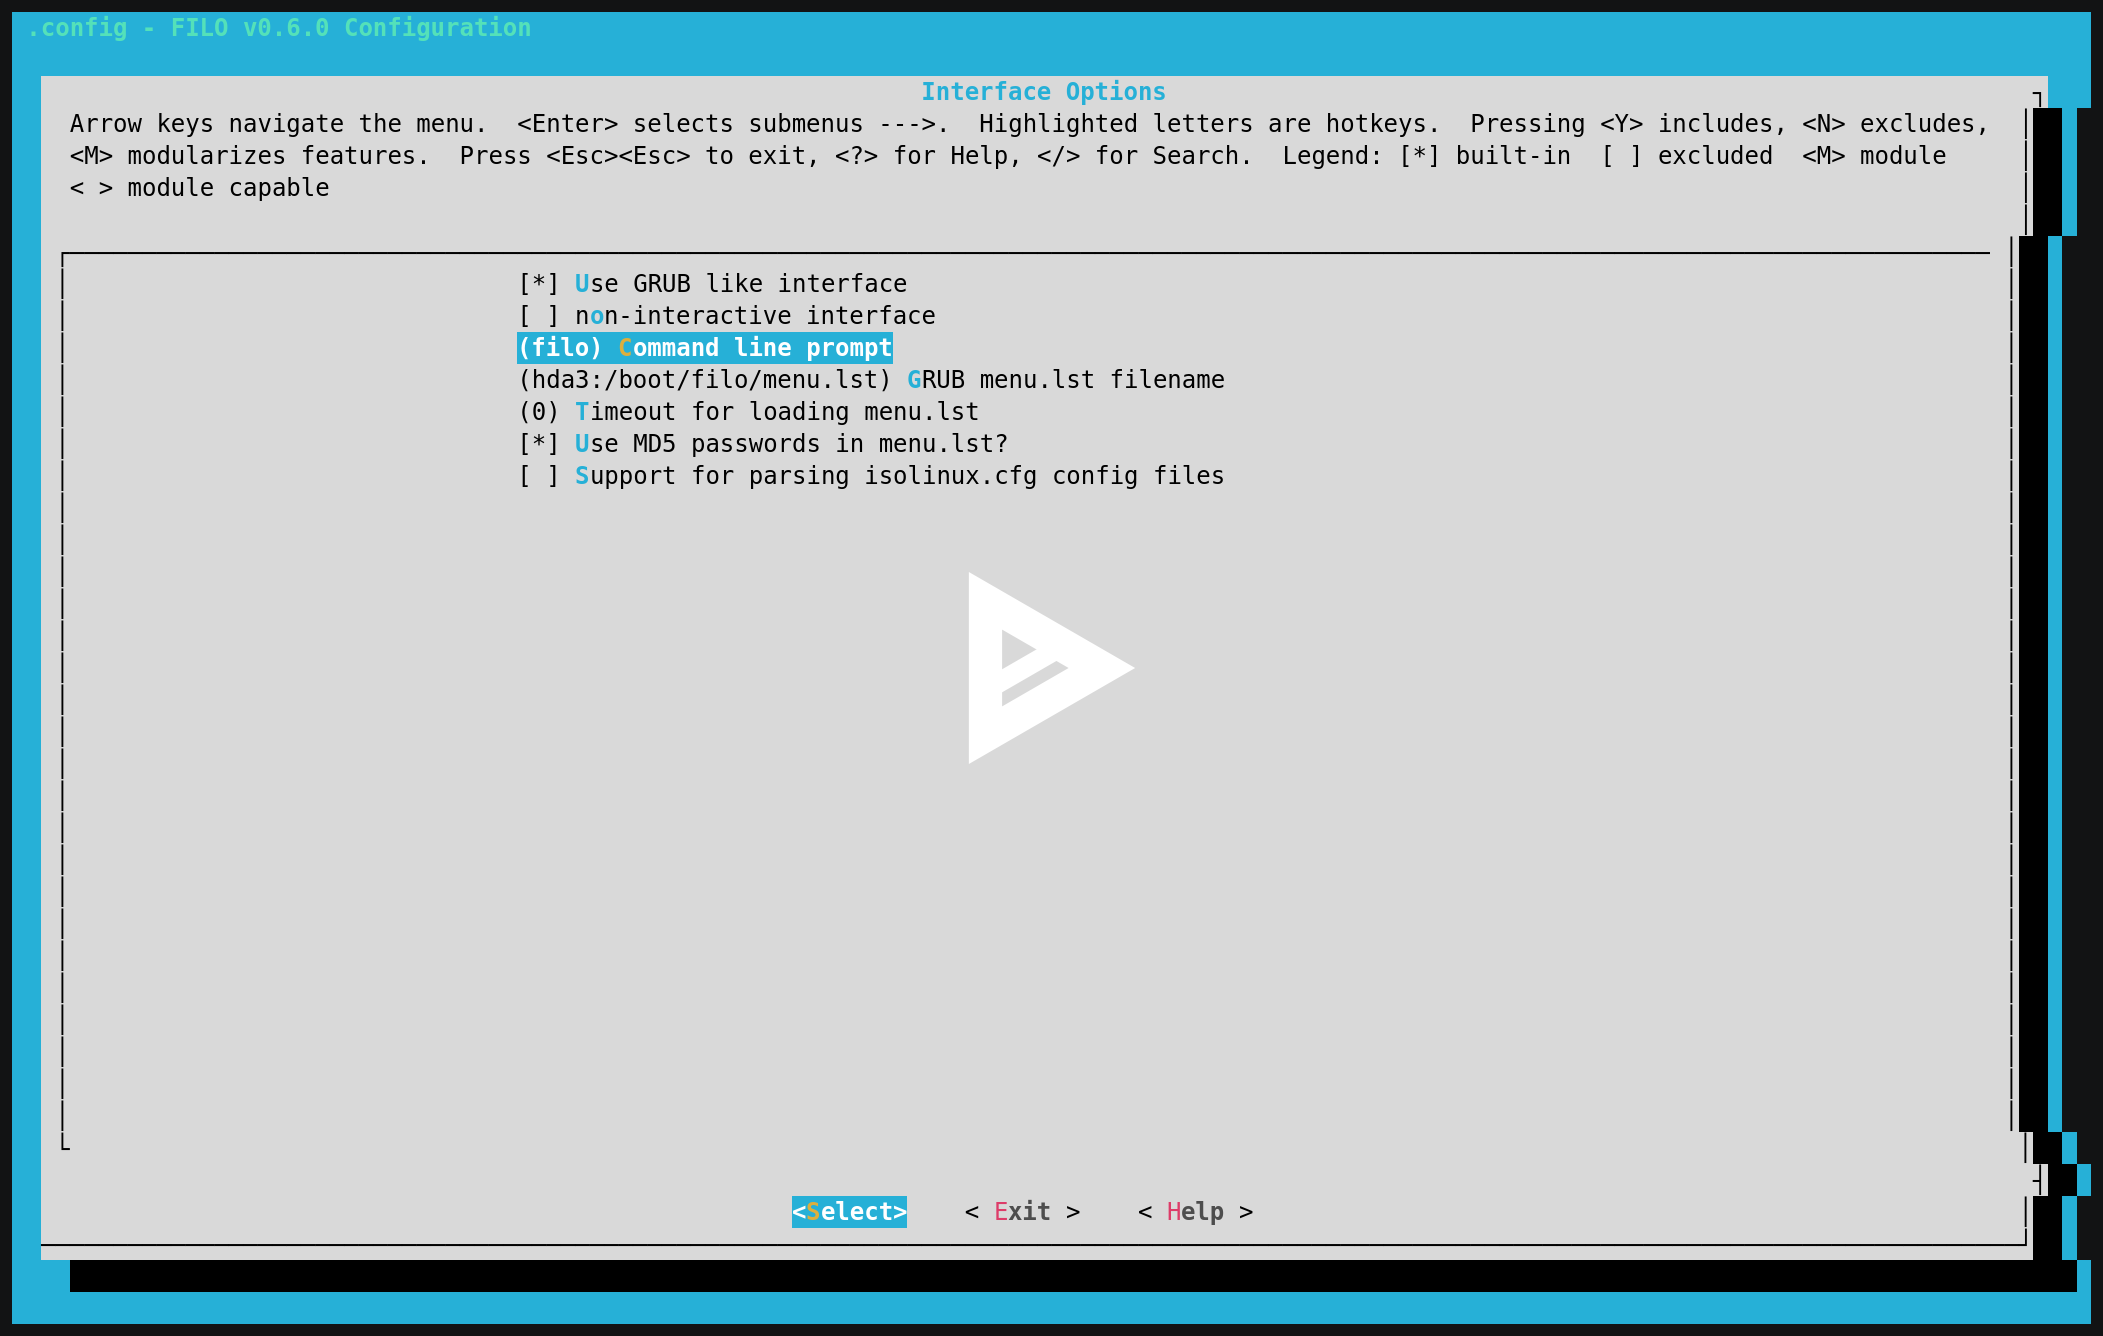 .config - FILO v0.6.0 Configuration
Interface Options
Arrow keys navigate the menu.  <Enter> selects submenus --->.  Highlighted letters are hotkeys.  Pressing <Y> includes, <N> excludes,
<M> modularizes features.  Press <Esc><Esc> to exit, <?> for Help, </> for Search.  Legend: [*] built-in  [ ] excluded  <M> module
< > module capable
[*] Use GRUB like interface
[ ] non-interactive interface
(filo) Command line prompt
(hda3:/boot/filo/menu.lst) GRUB menu.lst filename
(0) Timeout for loading menu.lst
[*] Use MD5 passwords in menu.lst?
[ ] Support for parsing isolinux.cfg config files
<Select>    < Exit >    < Help >